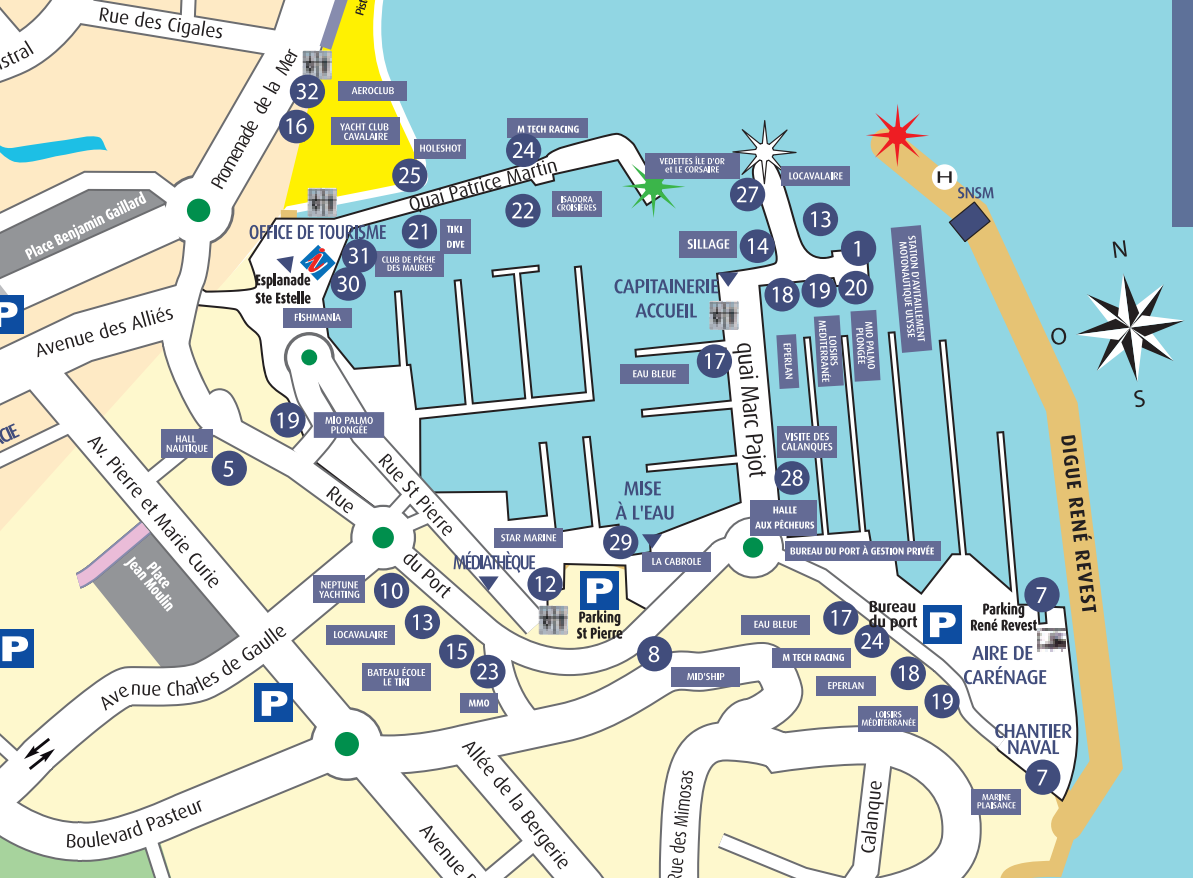 Rue des Cigales
Promenade de la Mer
32
AEROCLUB
16
YACHT CLUB
CAVALAIRE
HOLESHOT
25
M TECH RACING
24
Quai Patrice Martin
22
ISADORA
CROISIÈRES
21
TIKI
DIVE
VEDETTES ÎLE D'OR
et LE CORSAIRE
27
LOCAVALAIRE
13
H
SNSM
Place Benjamin Gaillard
OFFICE DE TOURISME
i
Esplanade
Ste Estelle
31
CLUB DE PÊCHE
DES MAURES
30
FISHMANIA
SILLAGE
14
1
CAPITAINERIE
ACCUEIL
18
19
20
STATION D'AVITAILLEMENT
MOTONAUTIQUE ULYSSE
EPERLAN
LOISIRS
MEDITERRANÉE
MIO PALMO
PLONGÉE
N
O
S
P
Avenue des Alliés
EAU BLEUE
17
quai Marc Pajot
19
MIO PALMO
PLONGÉE
HALL
NAUTIQUE
5
Av. Pierre et Marie Curie
Rue St Pierre
VISITE DES
CALANQUES
28
HALLE
AUX PÊCHEURS
MISE
À L'EAU
29
LA CABROLE
BUREAU DU PORT À GESTION PRIVÉE
DIGUE RENÉ REVEST
Rue
du Port
STAR MARINE
MÉDIATHÈQUE
12
P
Parking
St Pierre
Place
Jean Moulin
NEPTUNE
YACHTING
10
LOCAVALAIRE
13
BATEAU ÉCOLE
LE TIKI
15
23
MMO
8
MID'SHIP
EAU BLEUE
17
Bureau
du port
P
Parking
René Revest
7
M TECH RACING
24
EPERLAN
18
LOISIRS
MÉDITERRANÉE
19
AIRE DE
CARÉNAGE
CHANTIER
NAVAL
7
MARINE
PLAISANCE
P
Avenue Charles de Gaulle
P
Boulevard Pasteur
Allée de la Bergerie
Avenue
Rue des Mimosas
Calanque